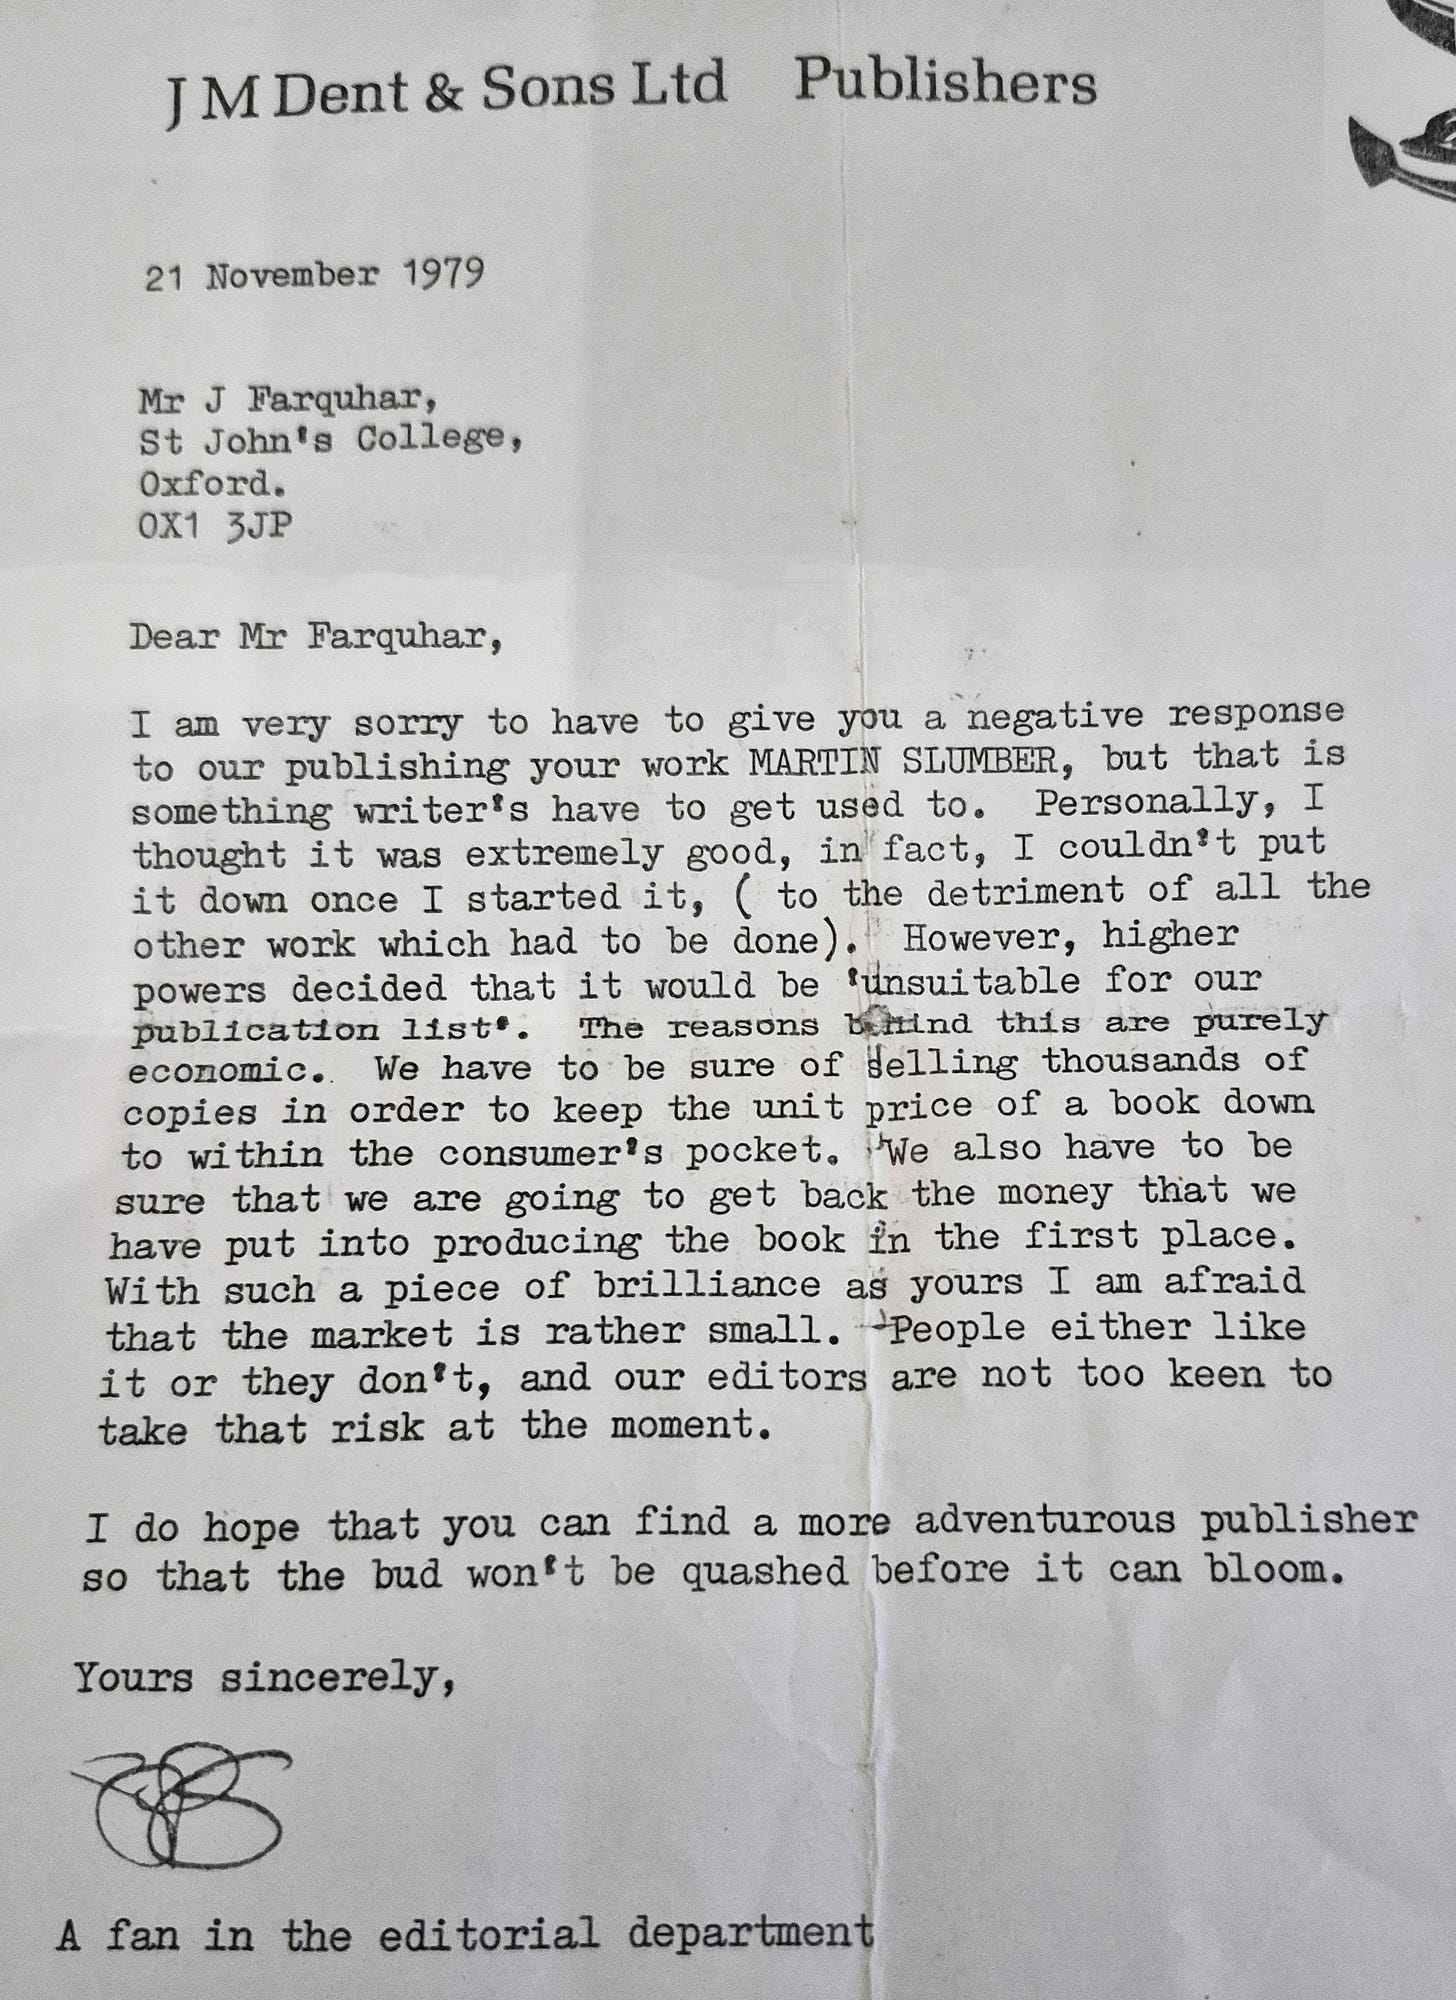 J M Dent & Sons Ltd Publishers
21 November 1979
Mr J Farquhar,
St John's College,
Oxford.
OX1 3JP
Dear Mr Farquhar,
I am very sorry to have to give you a negative response
to our publishing your work MARTIN SLUMBER, but that is
something writer's have to get used to. Personally, I
thought it was extremely good, in fact, I couldn't put
it down once I started it, ( to the detriment of all the
other work which had to be done). However, higher
powers decided that it would be 'unsuitable for our
publication list'. The reasons behind this are purely
economic. We have to be sure of selling thousands of
copies in order to keep the unit price of a book down
to within the consumer's pocket. We also have to be
sure that we are going to get back the money that we
have put into producing the book in the first place.
With such a piece of brilliance as yours I am afraid
that the market is rather small. People either like
it or they don't, and our editors are not too keen to
take that risk at the moment.
I do hope that you can find a more adventurous publisher
so that the bud won't be quashed before it can bloom.
Yours sincerely,
A fan in the editorial department